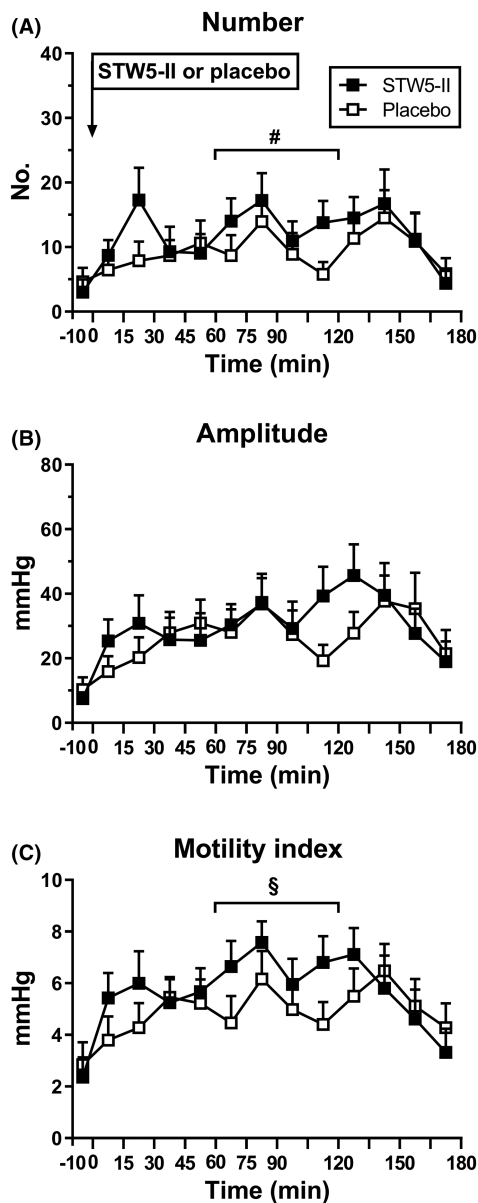 (A) Number
STW5-II or placebo
STW5-II
Placebo
#
No.
40
30
20
10
0
-10 0 15 30 45 60 75 90 120 150 180
Time (min)
(B) Amplitude
mmHg
80
60
40
20
0
-10 0 15 30 45 60 75 90 120 150 180
Time (min)
(C) Motility index
§
mmHg
10
8
6
4
2
0
-10 0 15 30 45 60 75 90 120 150 180
Time (min)